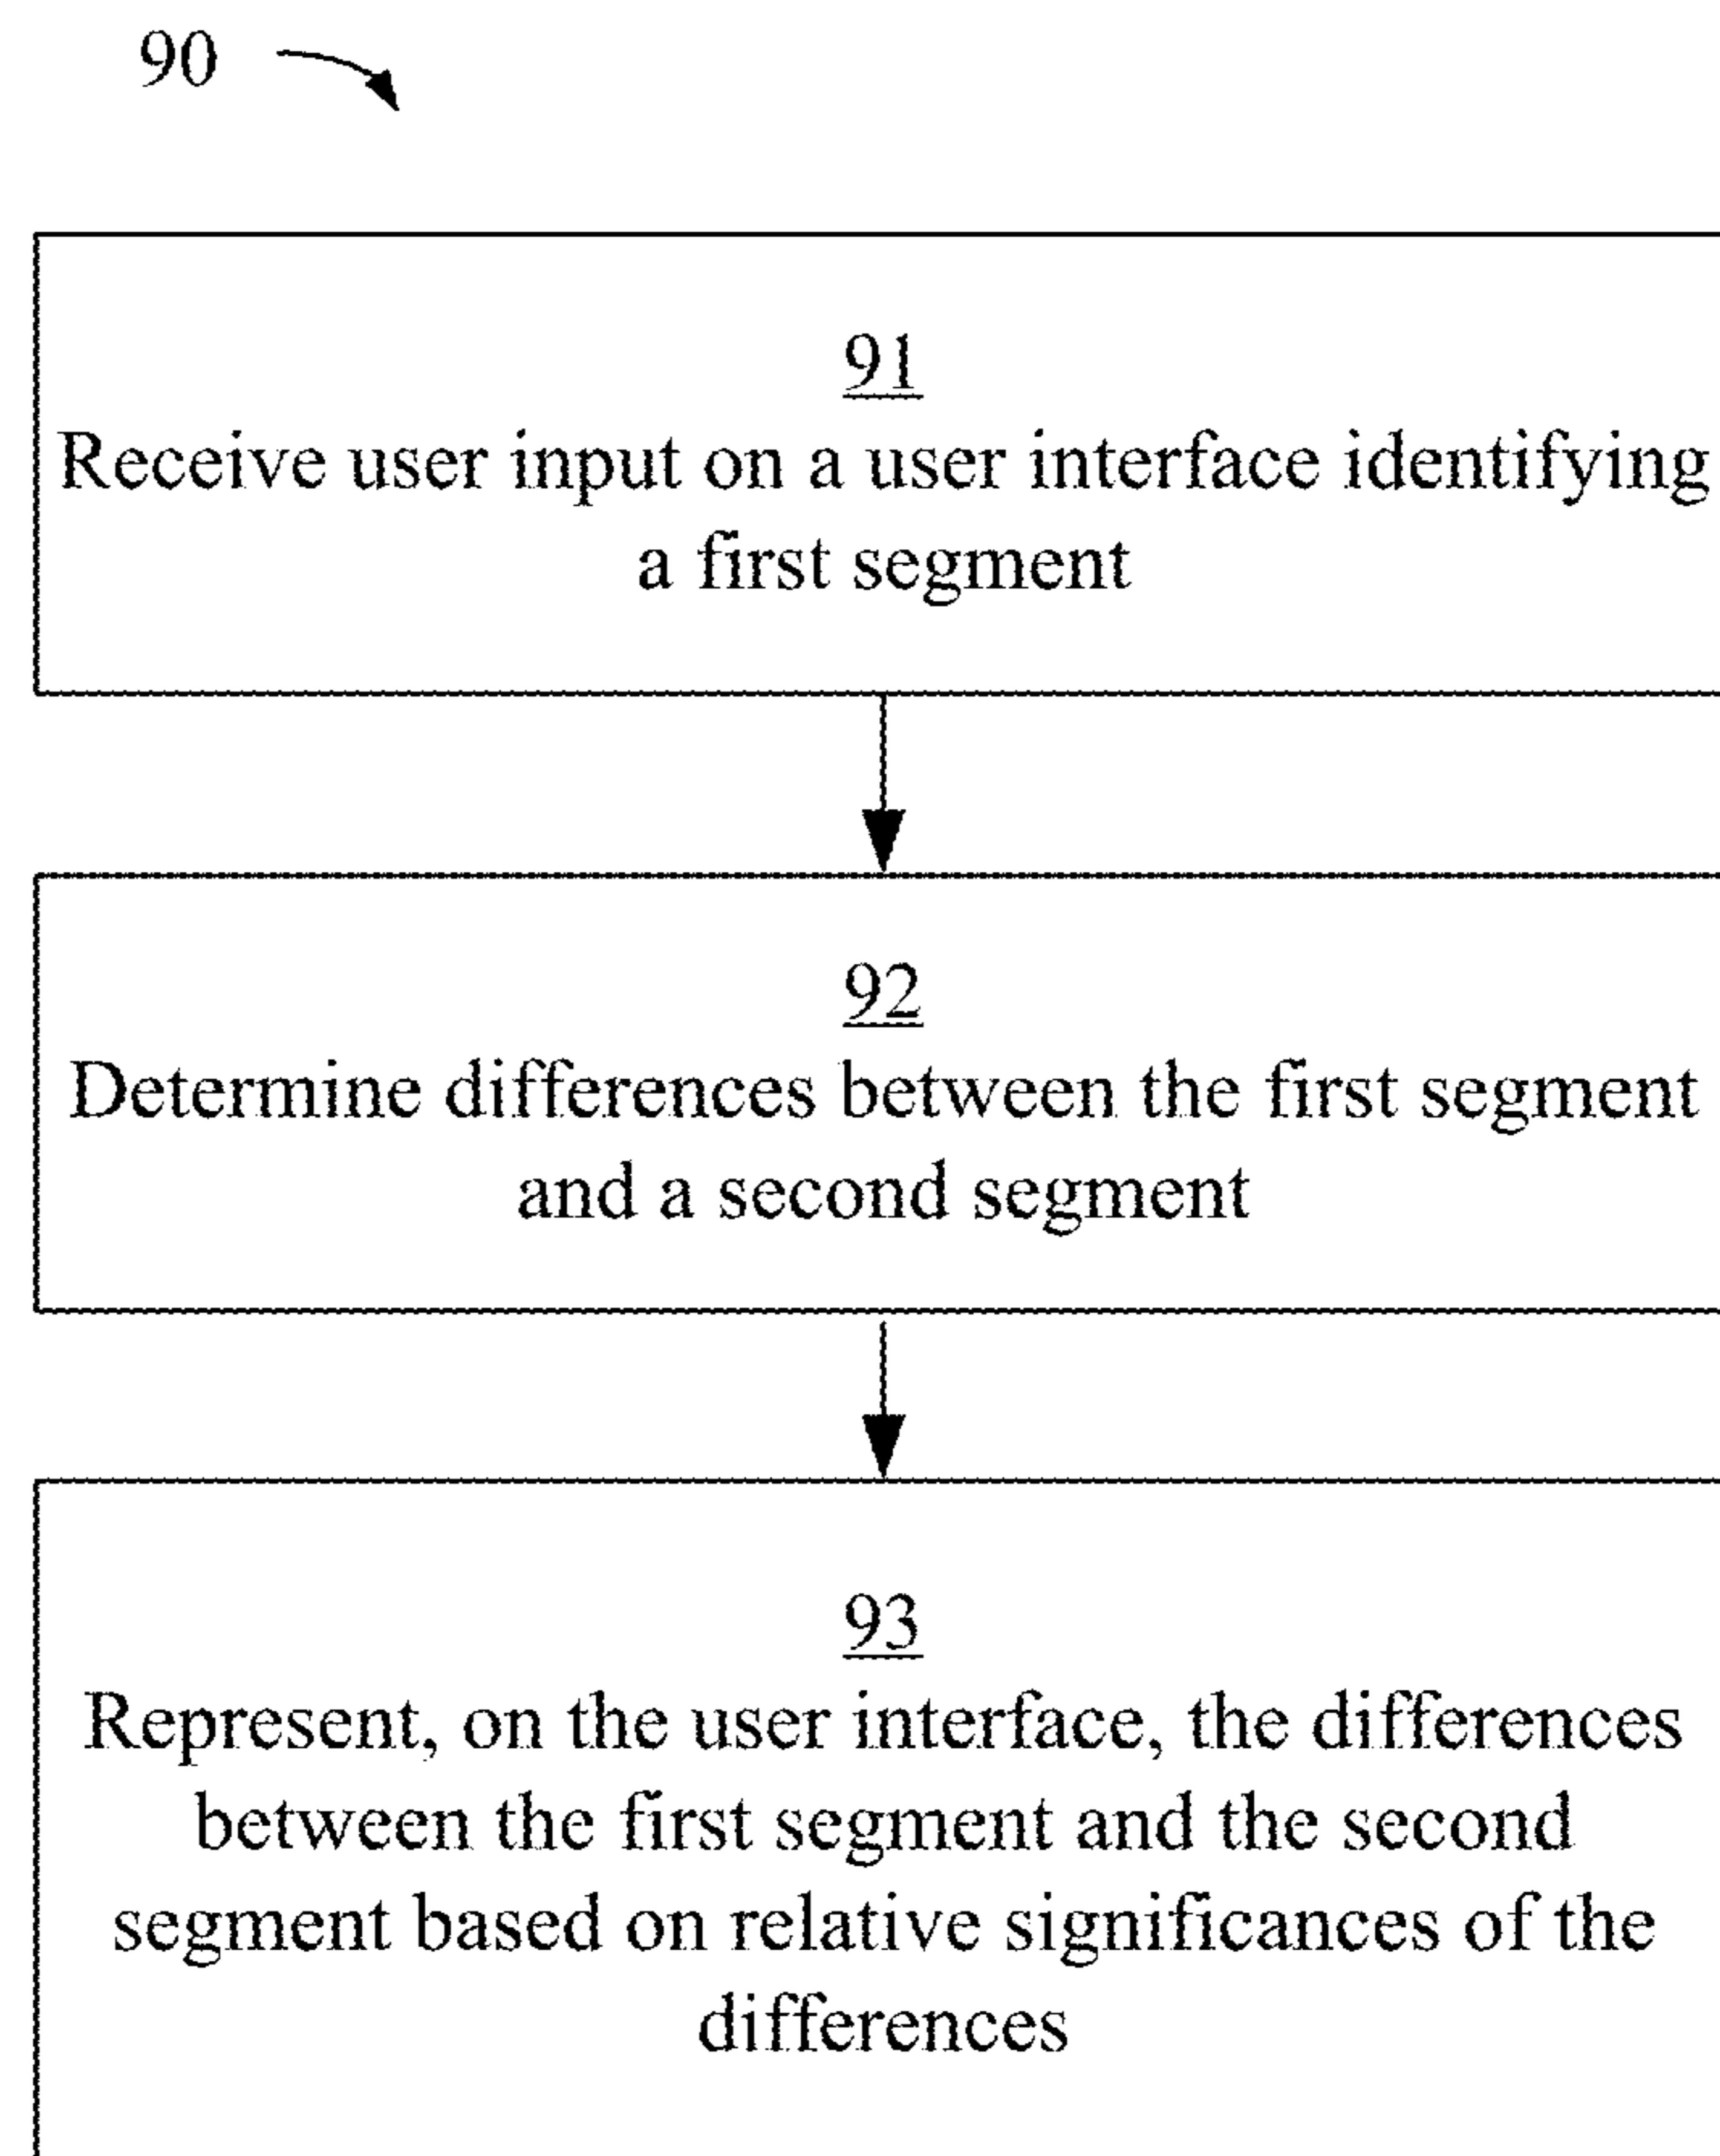 90
91
Receive user input on a user interface identifying
a first segment
92
Determine differences between the first segment
and a second segment
93
Represent, on the user interface, the differences
between the first segment and the second
segment based on relative significances of the
differences